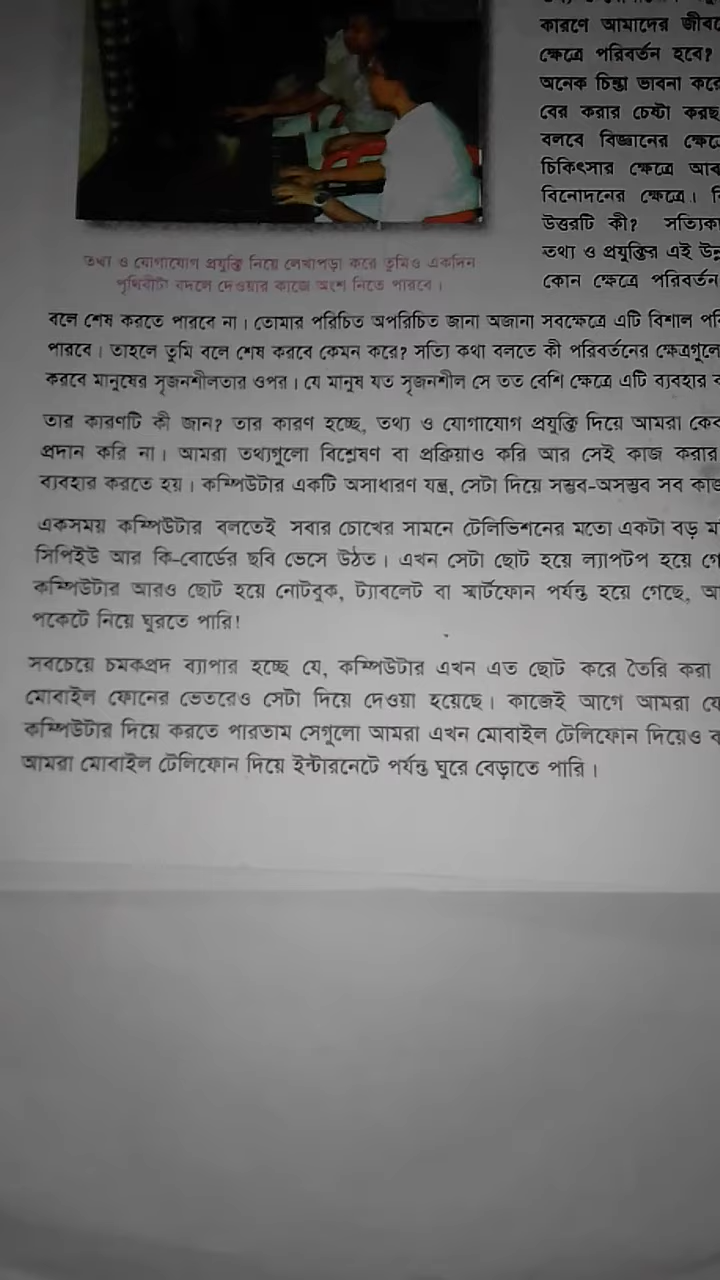 কারণে আমাদের
ক্ষেত্রে পরিবর্তন হবে?
অনেক চিন্তা ভাবনা
বের করার চেষ্টা
বলবে বিজ্ঞানের
চিকিৎসার ক্ষেত্রে
বিনোদনের ক্ষেত্রে।
উত্তরটি কী?
তথ্য ও প্রযুক্তির এই
কোন ক্ষেত্রে পরিবর্তন
তথ্য ও যোগাযোগ প্রযুক্তি নিয়ে লেখাপড়া করে তুমিও একদিন
পৃথিবীটা বদলে দেওয়ার কাজে অংশ নিতে পারবে।
বলে শেষ করতে পারবে না। তোমার পরিচিত অপরিচিত জানা অজানা সবক্ষেত্রে এটি বিশাল
পারবে। তাহলে তুমি বলে শেষ করবে কেমন করে? সত্যি কথা বলতে কী পরিবর্তনের
করবে মানুষের সৃজনশীলতার ওপর। যে মানুষ যত সৃজনশীল সে তত বেশি ক্ষেত্রে এটি ব্যবহার
তার কারণটি কী জান? তার কারণ হচ্ছে, তথ্য ও যোগাযোগ প্রযুক্তি দিয়ে আমরা
প্রদান করি না। আমরা তথ্যগুলো বিশ্লেষণ বা প্রক্রিয়াও করি আর সেই কাজ করার
ব্যবহার করতে হয়। কম্পিউটার একটি অসাধারণ যন্ত্র, সেটা দিয়ে সম্ভব-অসম্ভব সব
একসময় কম্পিউটার বলতেই সবার চোখের সামনে টেলিভিশনের মতো একটা বড়
সিপিইউ আর কি-বোর্ডের ছবি ভেসে উঠত। এখন সেটা ছোট হয়ে ল্যাপটপ হয়ে
কম্পিউটার আরও ছোট হয়ে নোটবুক, ট্যাবলেট বা স্মার্টফোন পর্যন্ত হয়ে গেছে,
পকেটে নিয়ে ঘুরতে পারি!
সবচেয়ে চমকপ্রদ ব্যাপার হচ্ছে যে, কম্পিউটার এখন এত ছোট করে তৈরি করা
মোবাইল ফোনের ভেতরেও সেটা দিয়ে দেওয়া হয়েছে। কাজেই আগে আমরা
কম্পিউটার দিয়ে করতে পারতাম সেগুলো আমরা এখন মোবাইল টেলিফোন দিয়েও
আমরা মোবাইল টেলিফোন দিয়ে ইন্টারনেটে পর্যন্ত ঘুরে বেড়াতে পারি।